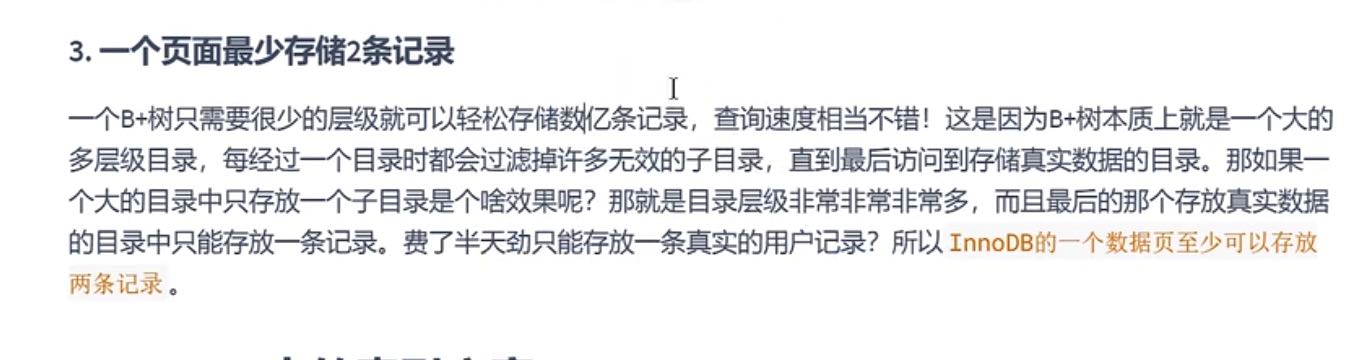 3. 一个页面最少存储2条记录
一个B+树只需要很少的层级就可以轻松存储数亿条记录，查询速度相当不错！这是因为B+树本质上就是一个大的
多层级目录，每经过一个目录时都会过滤掉许多无效的子目录，直到最后访问到存储真实数据的目录。那如果一
个大的目录中只存放一个子目录是个啥效果呢？那就是目录层级非常非常非常多，而且最后的那个存放真实数据
的目录中只能存放一条记录。费了半天劲只能存放一条真实的用户记录？所以 InnoDB的一个数据页至少可以存放
两条记录 。